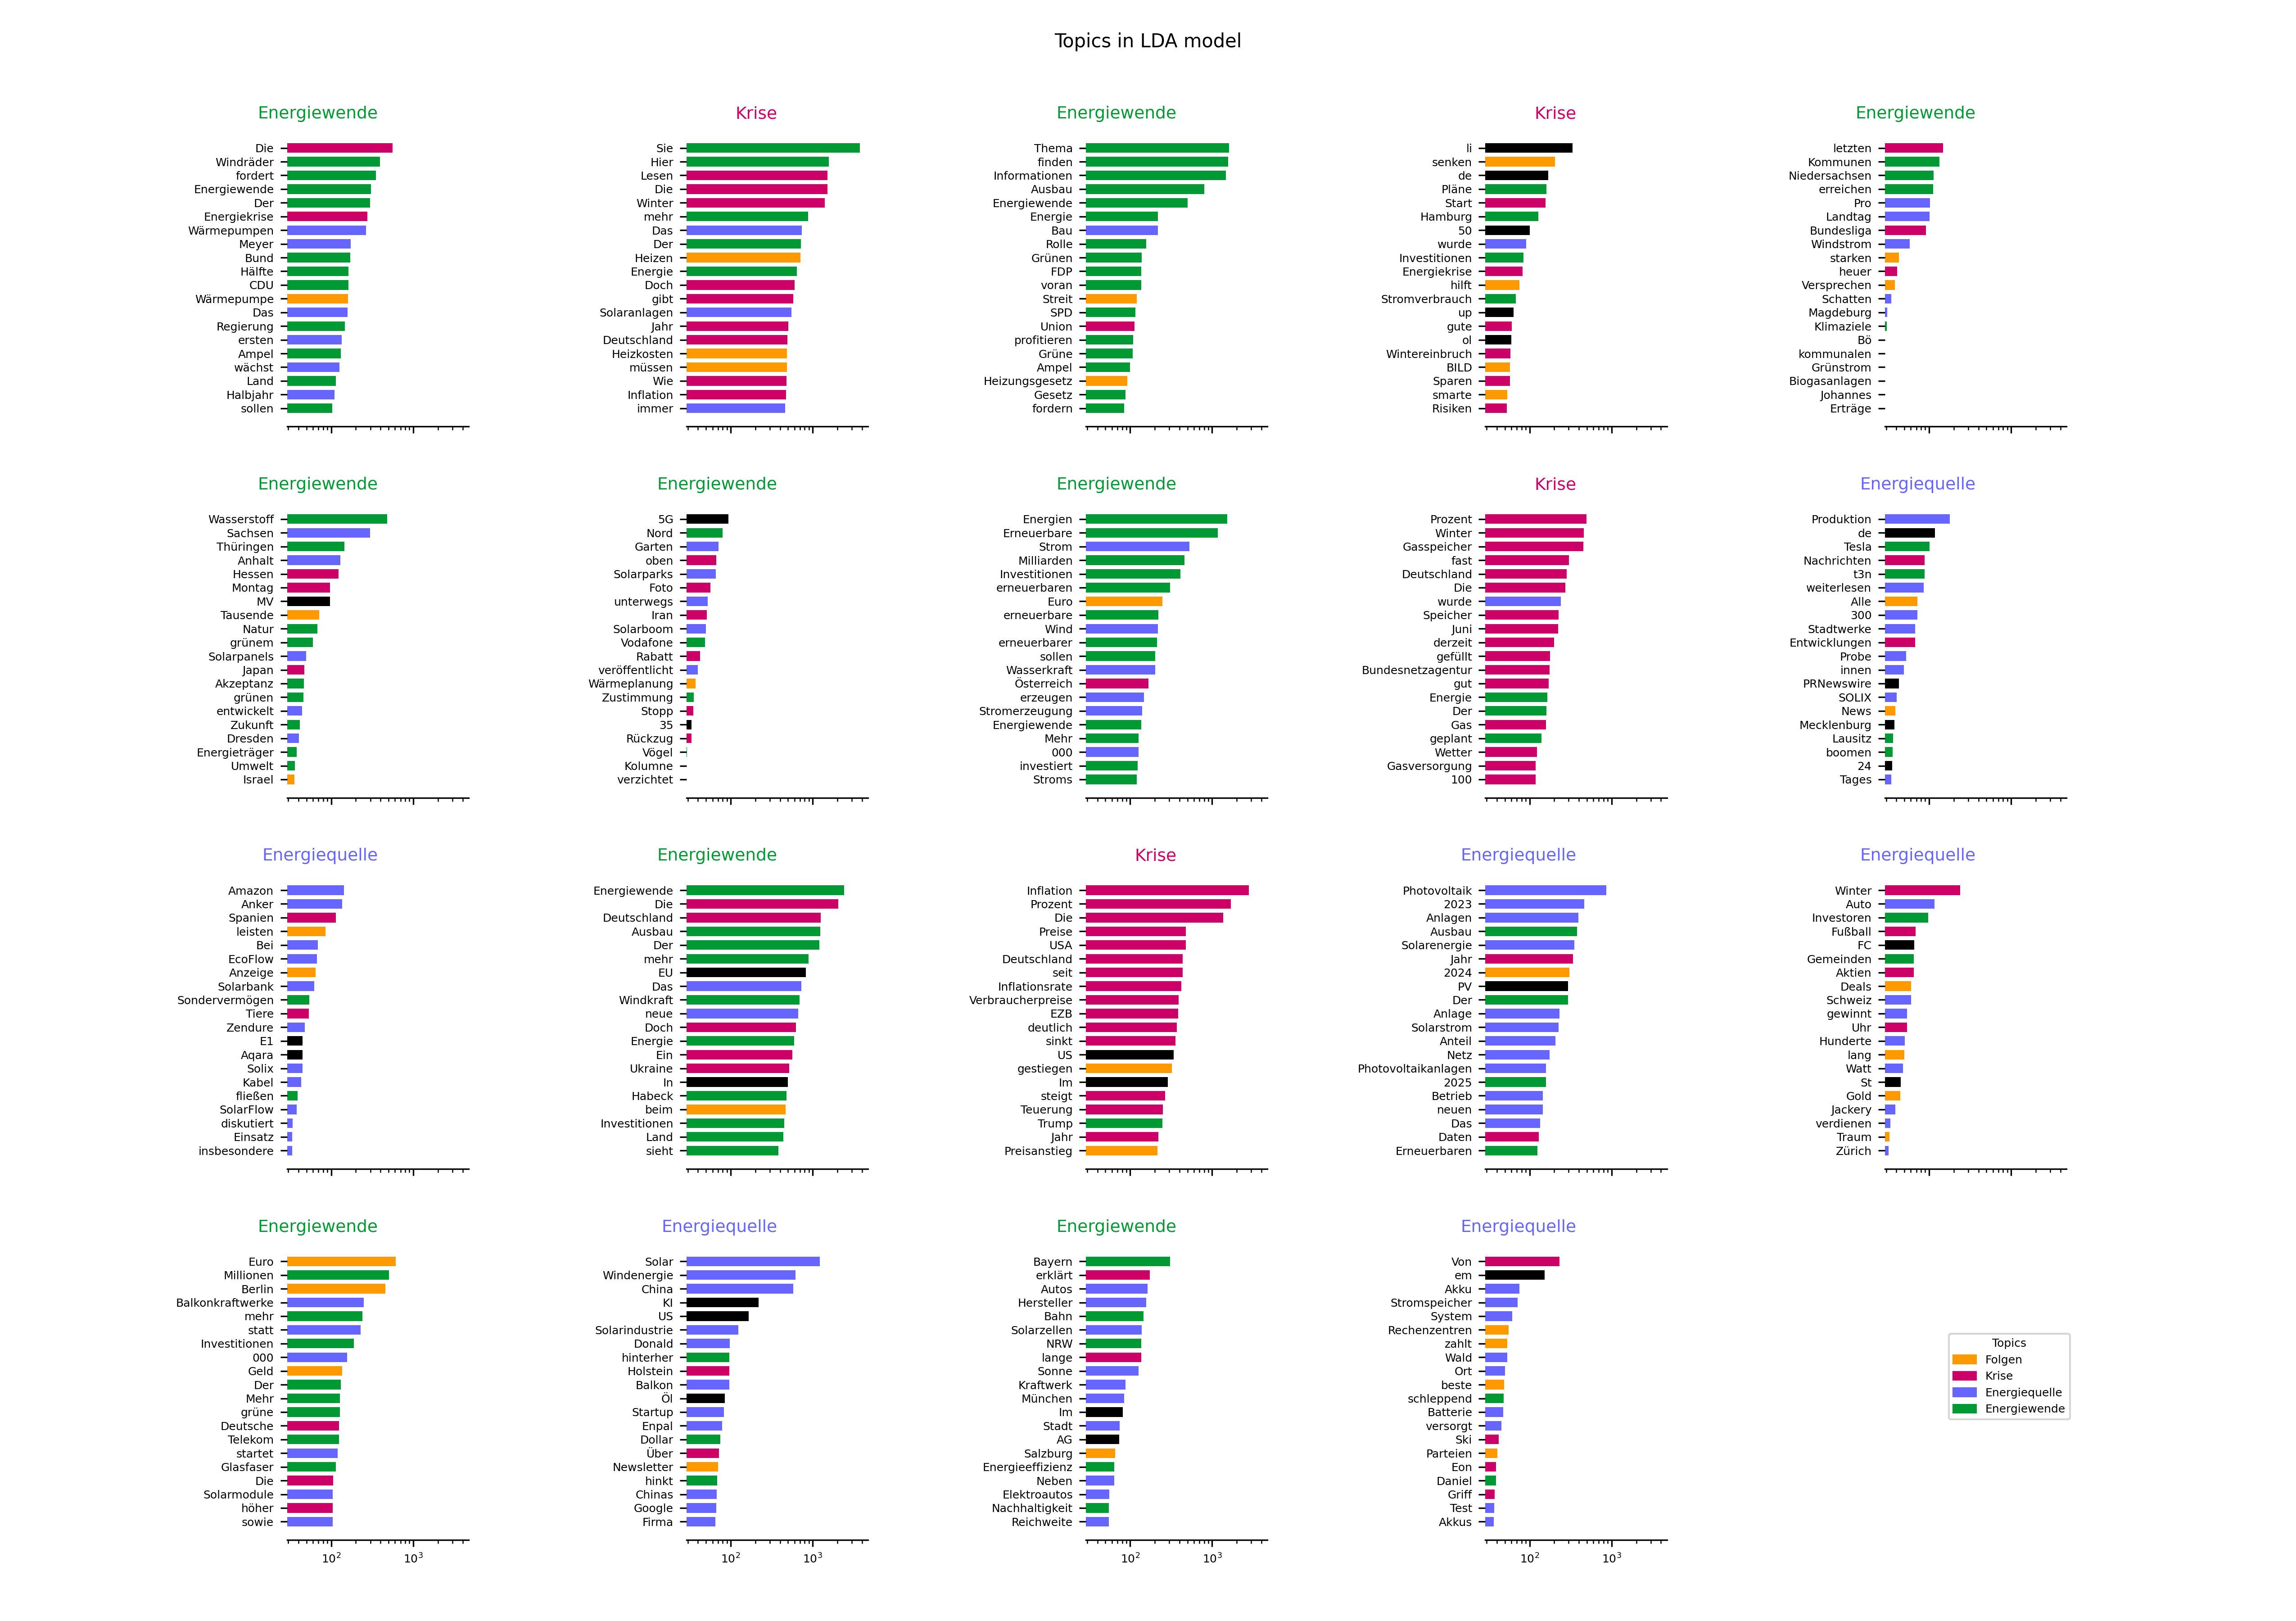 Topics in LDA model
Energiewende
Die
Windräder
fordert
Energiewende
Der
Energiekrise
Wärmepumpen
Meyer
Bund
Hälfte
CDU
Wärmepumpe
Das
Regierung
ersten
Ampel
wächst
Land
Halbjahr
sollen
Krise
Sie
Hier
Lesen
Die
Winter
mehr
Das
Der
Heizen
Energie
Doch
gibt
Solaranlagen
Jahr
Deutschland
Heizkosten
müssen
Wie
Inflation
immer
Energiewende
Thema
finden
Informationen
Ausbau
Energiewende
Energie
Bau
Rolle
Grünen
FDP
voran
Streit
SPD
Union
profitieren
Grüne
Ampel
Heizungsgesetz
Gesetz
fordern
Krise
li
senken
de
Pläne
Start
Hamburg
50
wurde
Investitionen
Energiekrise
hilft
Stromverbrauch
up
gute
ol
Wintereinbruch
BILD
Sparen
smarte
Risiken
Energiewende
letzten
Kommunen
Niedersachsen
erreichen
Pro
Landtag
Bundesliga
Windstrom
starken
heuer
Versprechen
Schatten
Magdeburg
Klimaziele
Bö
kommunalen
Grünstrom
Biogasanlagen
Johannes
Erträge
Energiewende
Wasserstoff
Sachsen
Thüringen
Anhalt
Hessen
Montag
MV
Tausende
Natur
grünem
Solarpanels
Japan
Akzeptanz
grünen
entwickelt
Zukunft
Dresden
Energieträger
Umwelt
Israel
Energiewende
5G
Nord
Garten
oben
Solarparks
Foto
unterwegs
Iran
Solarboom
Vodafone
Rabatt
veröffentlicht
Wärmeplanung
Zustimmung
Stopp
35
Rückzug
Vögel
Kolumne
verzichtet
Energiewende
Energien
Erneuerbare
Strom
Milliarden
Investitionen
erneuerbaren
Euro
erneuerbare
Wind
erneuerbarer
sollen
Wasserkraft
Österreich
erzeugen
Stromerzeugung
Energiewende
Mehr
000
investiert
Stroms
Krise
Prozent
Winter
Gasspeicher
fast
Deutschland
Die
wurde
Speicher
Juni
derzeit
gefüllt
Bundesnetzagentur
gut
Energie
Der
Gas
geplant
Wetter
Gasversorgung
100
Energiequelle
Produktion
de
Tesla
Nachrichten
t3n
weiterlesen
Alle
300
Stadtwerke
Entwicklungen
Probe
innen
PRNewswire
SOLIX
News
Mecklenburg
Lausitz
boomen
24
Tages
Energiequelle
Amazon
Anker
Spanien
leisten
Bei
EcoFlow
Anzeige
Solarbank
Sondervermögen
Tiere
Zendure
E1
Aqara
Solix
Kabel
fließen
SolarFlow
diskutiert
Einsatz
insbesondere
Energiewende
Energiewende
Die
Deutschland
Ausbau
Der
mehr
EU
Das
Windkraft
neue
Doch
Energie
Ein
Ukraine
In
Habeck
beim
Investitionen
Land
sieht
Krise
Inflation
Prozent
Die
Preise
USA
Deutschland
seit
Inflationsrate
Verbraucherpreise
EZB
deutlich
sinkt
US
gestiegen
Im
steigt
Teuerung
Trump
Jahr
Preisanstieg
Energiequelle
Photovoltaik
2023
Anlagen
Ausbau
Solarenergie
Jahr
2024
PV
Der
Anlage
Solarstrom
Anteil
Netz
Photovoltaikanlagen
2025
Betrieb
neuen
Das
Daten
Erneuerbaren
Energiequelle
Winter
Auto
Investoren
Fußball
FC
Gemeinden
Aktien
Deals
Schweiz
gewinnt
Uhr
Hunderte
lang
Watt
St
Gold
Jackery
verdienen
Traum
Zürich
Energiewende
Euro
Millionen
Berlin
Balkonkraftwerke
mehr
statt
Investitionen
000
Geld
Der
Mehr
grüne
Deutsche
Telekom
startet
Glasfaser
Die
Solarmodule
höher
sowie
10² 10³
Energiequelle
Solar
Windenergie
China
KI
US
Solarindustrie
Donald
hinterher
Holstein
Balkon
Öl
Startup
Enpal
Dollar
Über
Newsletter
hinkt
Chinas
Google
Firma
10² 10³
Energiewende
Bayern
erklärt
Autos
Hersteller
Bahn
Solarzellen
NRW
lange
Sonne
Kraftwerk
München
Im
Stadt
AG
Salzburg
Energieeffizienz
Neben
Elektroautos
Nachhaltigkeit
Reichweite
10² 10³
Energiequelle
Von
em
Akku
Stromspeicher
System
Rechenzentren
zahlt
Wald
Ort
beste
schleppend
Batterie
versorgt
Ski
Parteien
Eon
Daniel
Griff
Test
Akkus
10² 10³
Topics
Folgen
Krise
Energiequelle
Energiewende